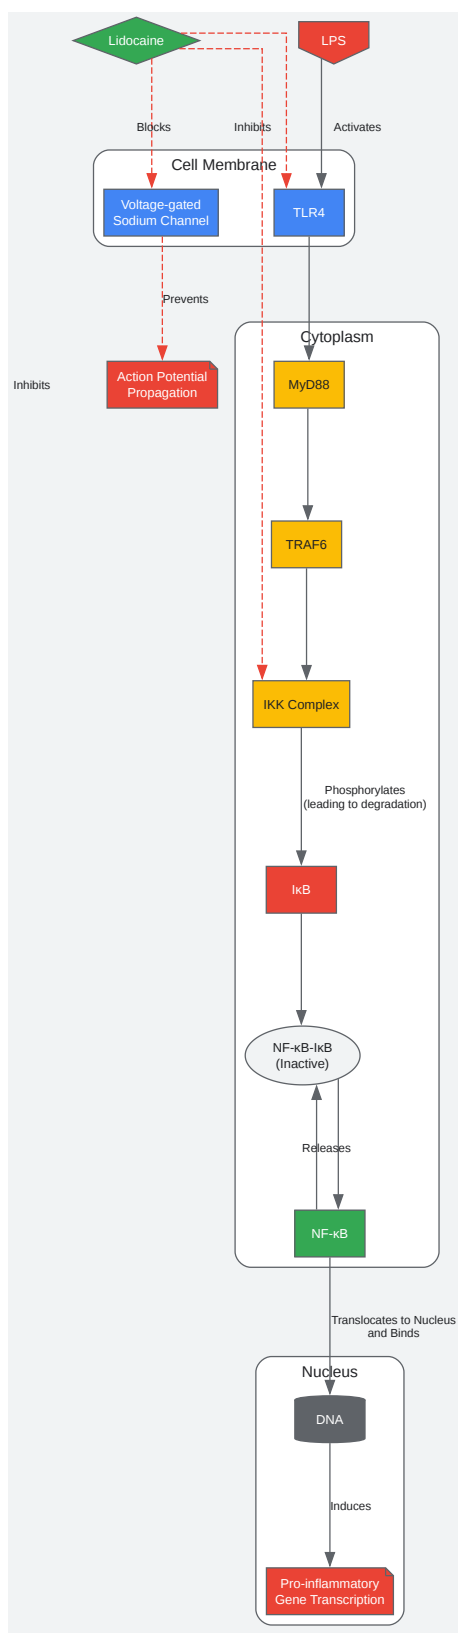 Lidocaine
LPS
Blocks
Inhibits
Activates
Cell Membrane
Voltage-gated
Sodium Channel
TLR4
Prevents
Cytoplasm
Inhibits
Action Potential
Propagation
MyD88
TRAF6
IKK Complex
Phosphorylates
(leading to degradation)
IκB
NF-κB-IκB
(Inactive)
Releases
NF-κB
Translocates to Nucleus
and Binds
Nucleus
DNA
Induces
Pro-inflammatory
Gene Transcription